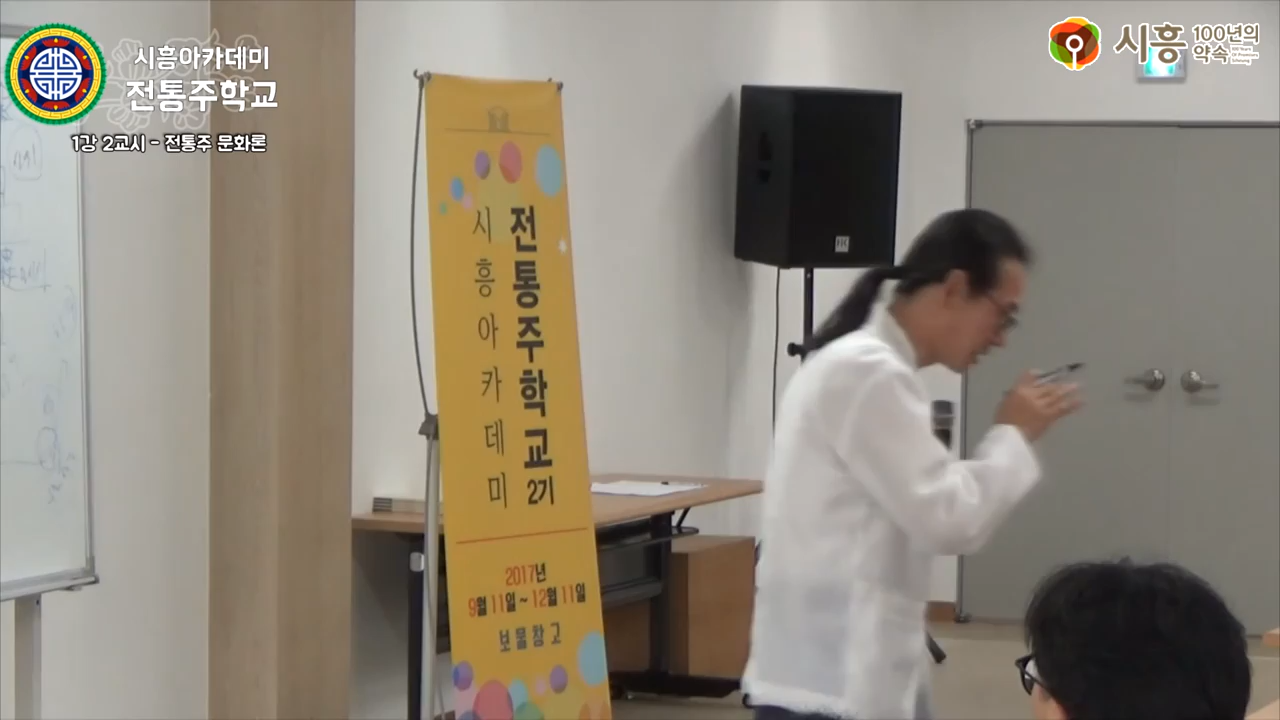 시흥아카데미
전통주학교
1강 2교시 - 전통주 문화론
시흥 100년의 약속
전통주학교 2기
시흥아카데미
2017년
9월 11일 ~ 12월 11일
보물창고
HK